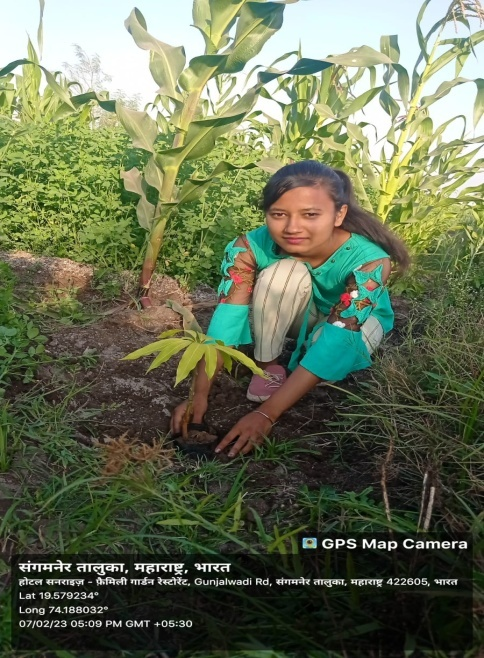 GPS Map Camera
संगमनेर तालुका, महाराष्ट्र, भारत
होटल सनराइज़ - फ़ैमिली गार्डन रेस्टोरेंट, Gunjalwadi Rd, संगमनेर तालुका, महाराष्ट्र 422605, भारत
Lat 19.579234°
Long 74.188032°
07/02/23 05:09 PM GMT +05:30